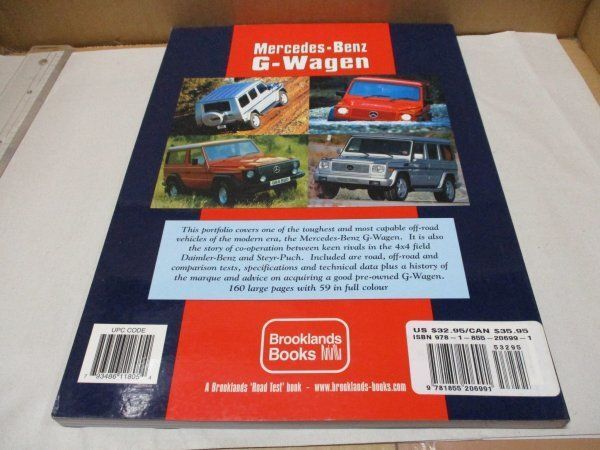 Mercedes-Benz
G-Wagen
This portfolio covers one of the toughest and most capable off-road
vehicles of the modern era, the Mercedes-Benz G-Wagen. It is also
the story of co-operation between keen rivals in the 4x4 field
Daimler-Benz and Steyr-Puch. Included are road, off-road and
comparison tests, specifications and technical data plus a history of
the marque and advice on acquiring a good pre-owned G-Wagen.
160 large pages with 59 in full colour
UPC CODE
7 93486 11805 4
Brooklands
Books
A Brooklands 'Road Test' book - www.brooklands-books.com
US $32.95/CAN $35.95
ISBN 978-1-855-20699-1
53295
9 781855 206991